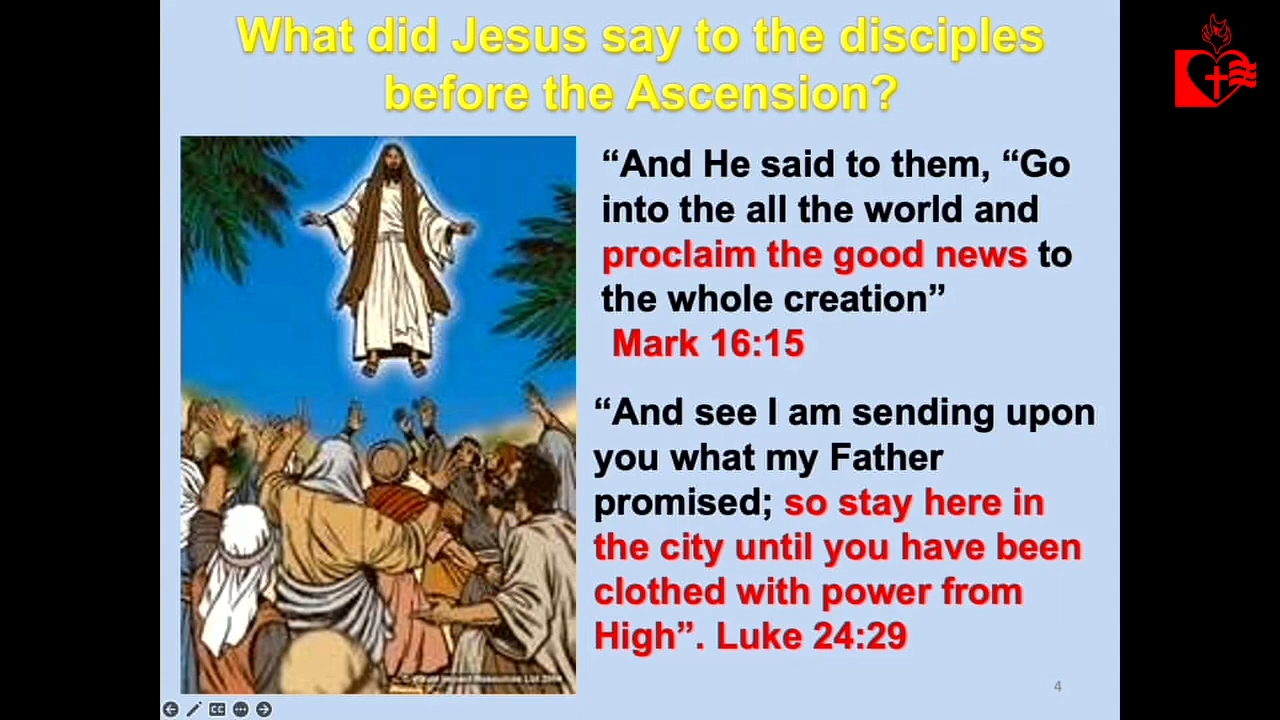 What did Jesus say to the disciples
before the Ascension?
“And He said to them, “Go
into the all the world and
proclaim the good news to
the whole creation”
Mark 16:15
“And see I am sending upon
you what my Father
promised; so stay here in
the city until you have been
clothed with power from
High”. Luke 24:29
4
CC